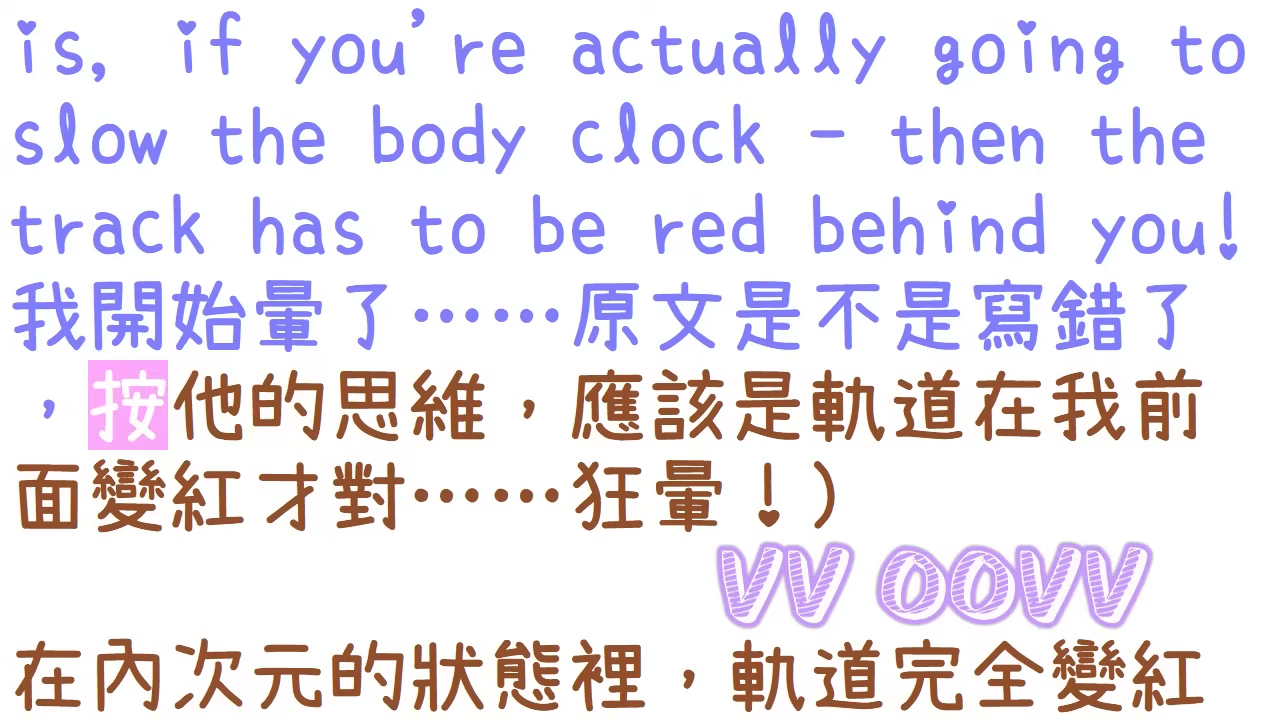 is, if you're actually going to
slow the body clock - then the
track has to be red behind you!
我開始暈了……原文是不是寫錯了
，按他的思維，應該是軌道在我前
面變紅才對……狂暈！)
VV OOVV
在內次元的狀態裡，軌道完全變紅